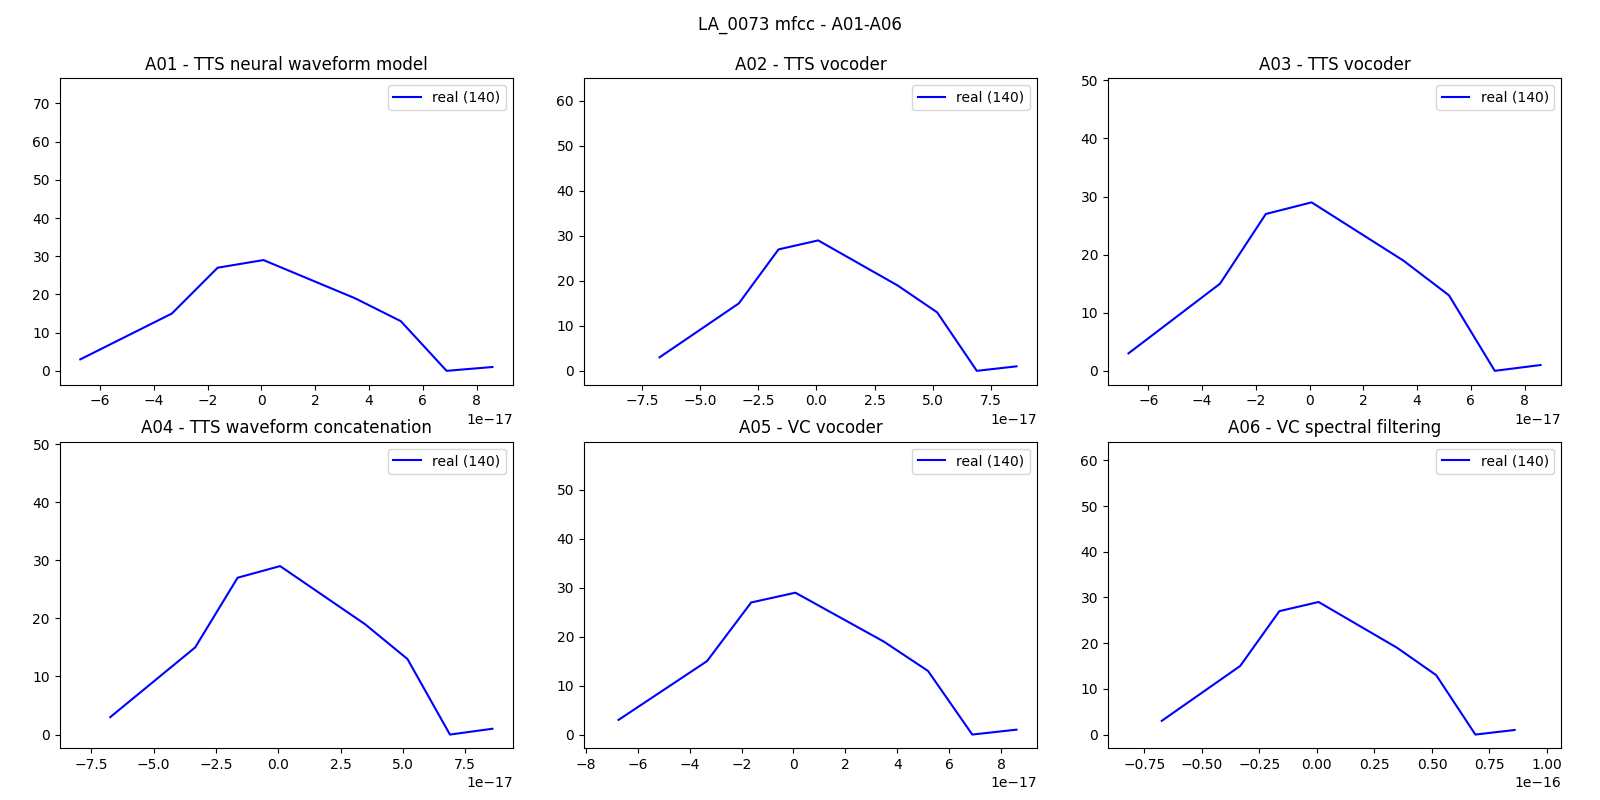 LA_0073 mfcc - A01-A06
A01 - TTS neural waveform model
real (140)
70
60
50
40
30
20
10
0
−6 −4 −2 0 2 4 6 8
1e−17
A02 - TTS vocoder
real (140)
60
50
40
30
20
10
0
−7.5 −5.0 −2.5 0.0 2.5 5.0 7.5
1e−17
A03 - TTS vocoder
real (140)
50
40
30
20
10
0
−6 −4 −2 0 2 4 6 8
1e−17
A04 - TTS waveform concatenation
real (140)
50
40
30
20
10
0
−7.5 −5.0 −2.5 0.0 2.5 5.0 7.5
1e−17
A05 - VC vocoder
real (140)
50
40
30
20
10
0
−8 −6 −4 −2 0 2 4 6 8
1e−17
A06 - VC spectral filtering
real (140)
60
50
40
30
20
10
0
−0.75 −0.50 −0.25 0.00 0.25 0.50 0.75 1.00
1e−16